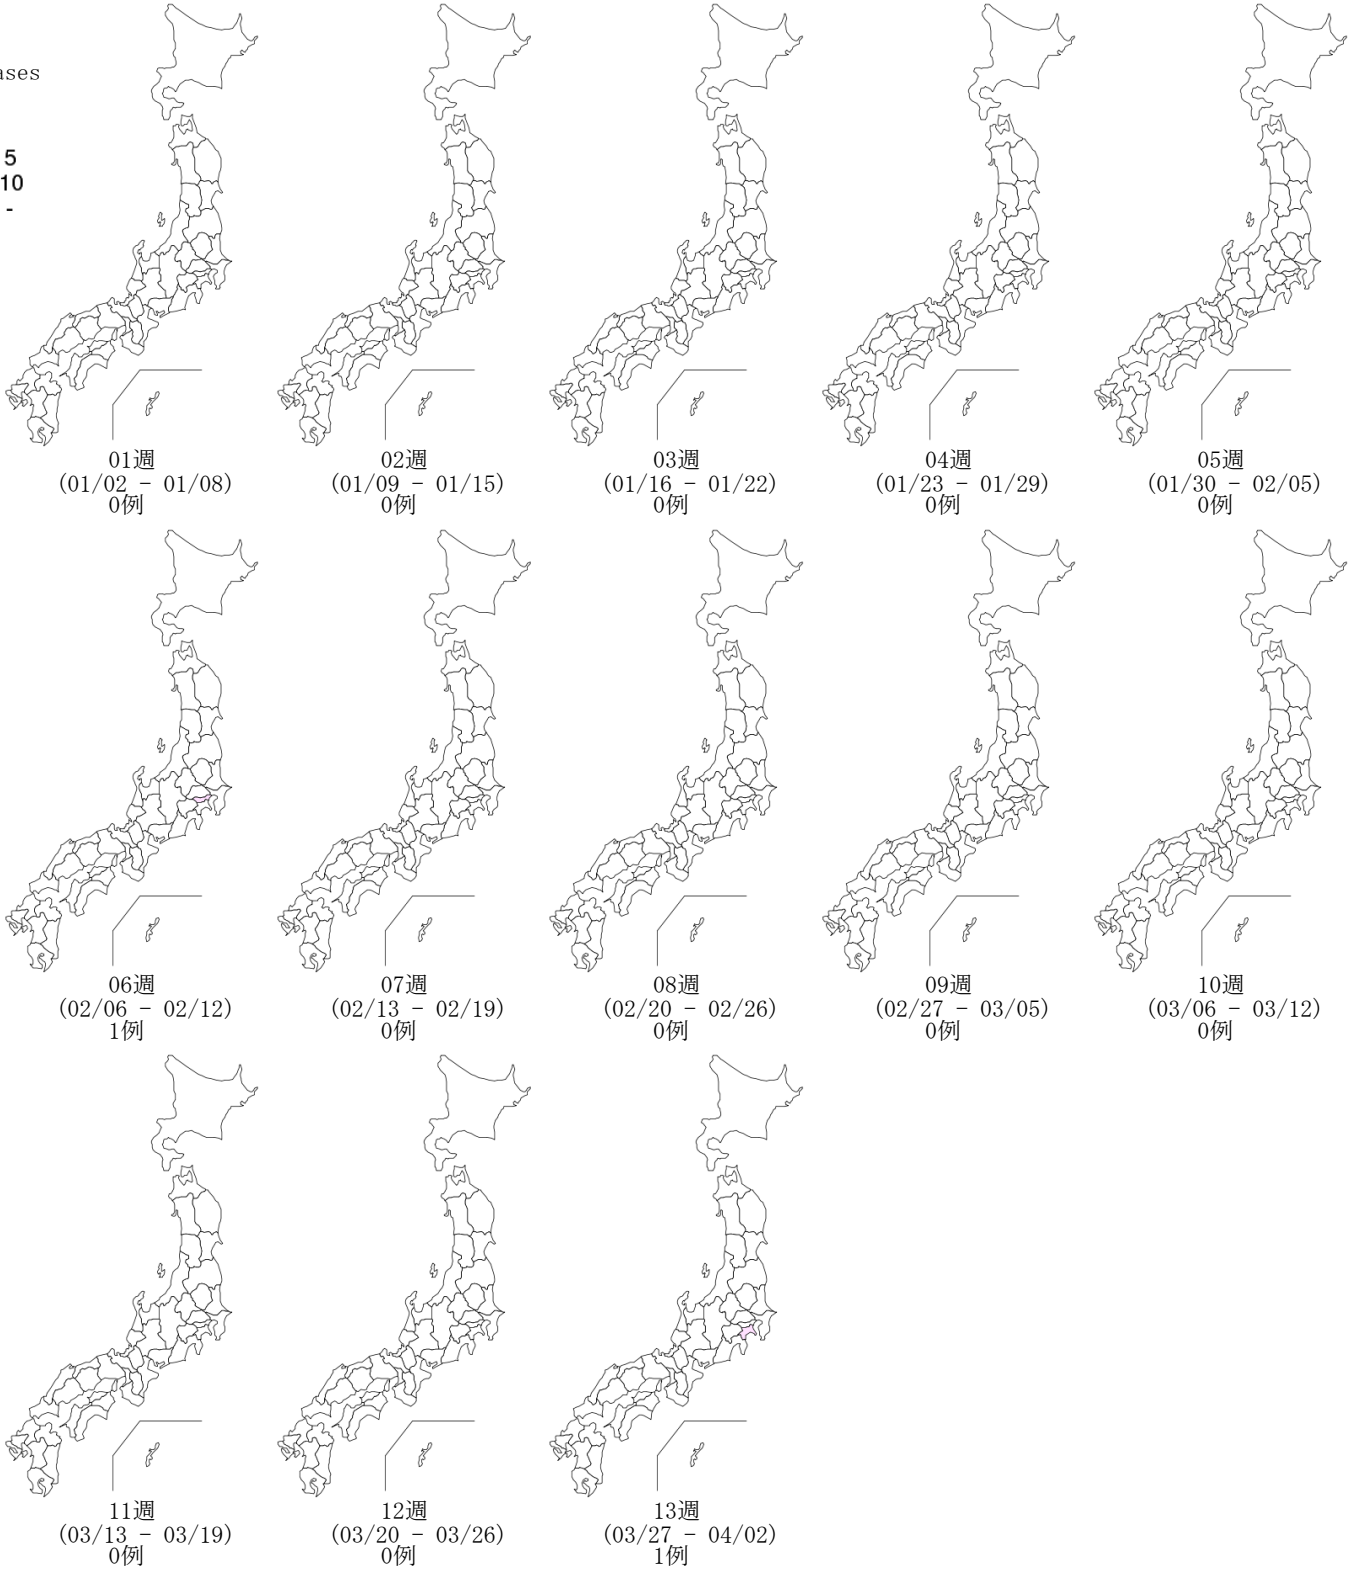 ases
5
10
-
01週
(01/02 - 01/08)
0例
02週
(01/09 - 01/15)
0例
03週
(01/16 - 01/22)
0例
04週
(01/23 - 01/29)
0例
05週
(01/30 - 02/05)
0例
06週
(02/06 - 02/12)
1例
07週
(02/13 - 02/19)
0例
08週
(02/20 - 02/26)
0例
09週
(02/27 - 03/05)
0例
10週
(03/06 - 03/12)
0例
11週
(03/13 - 03/19)
0例
12週
(03/20 - 03/26)
0例
13週
(03/27 - 04/02)
1例